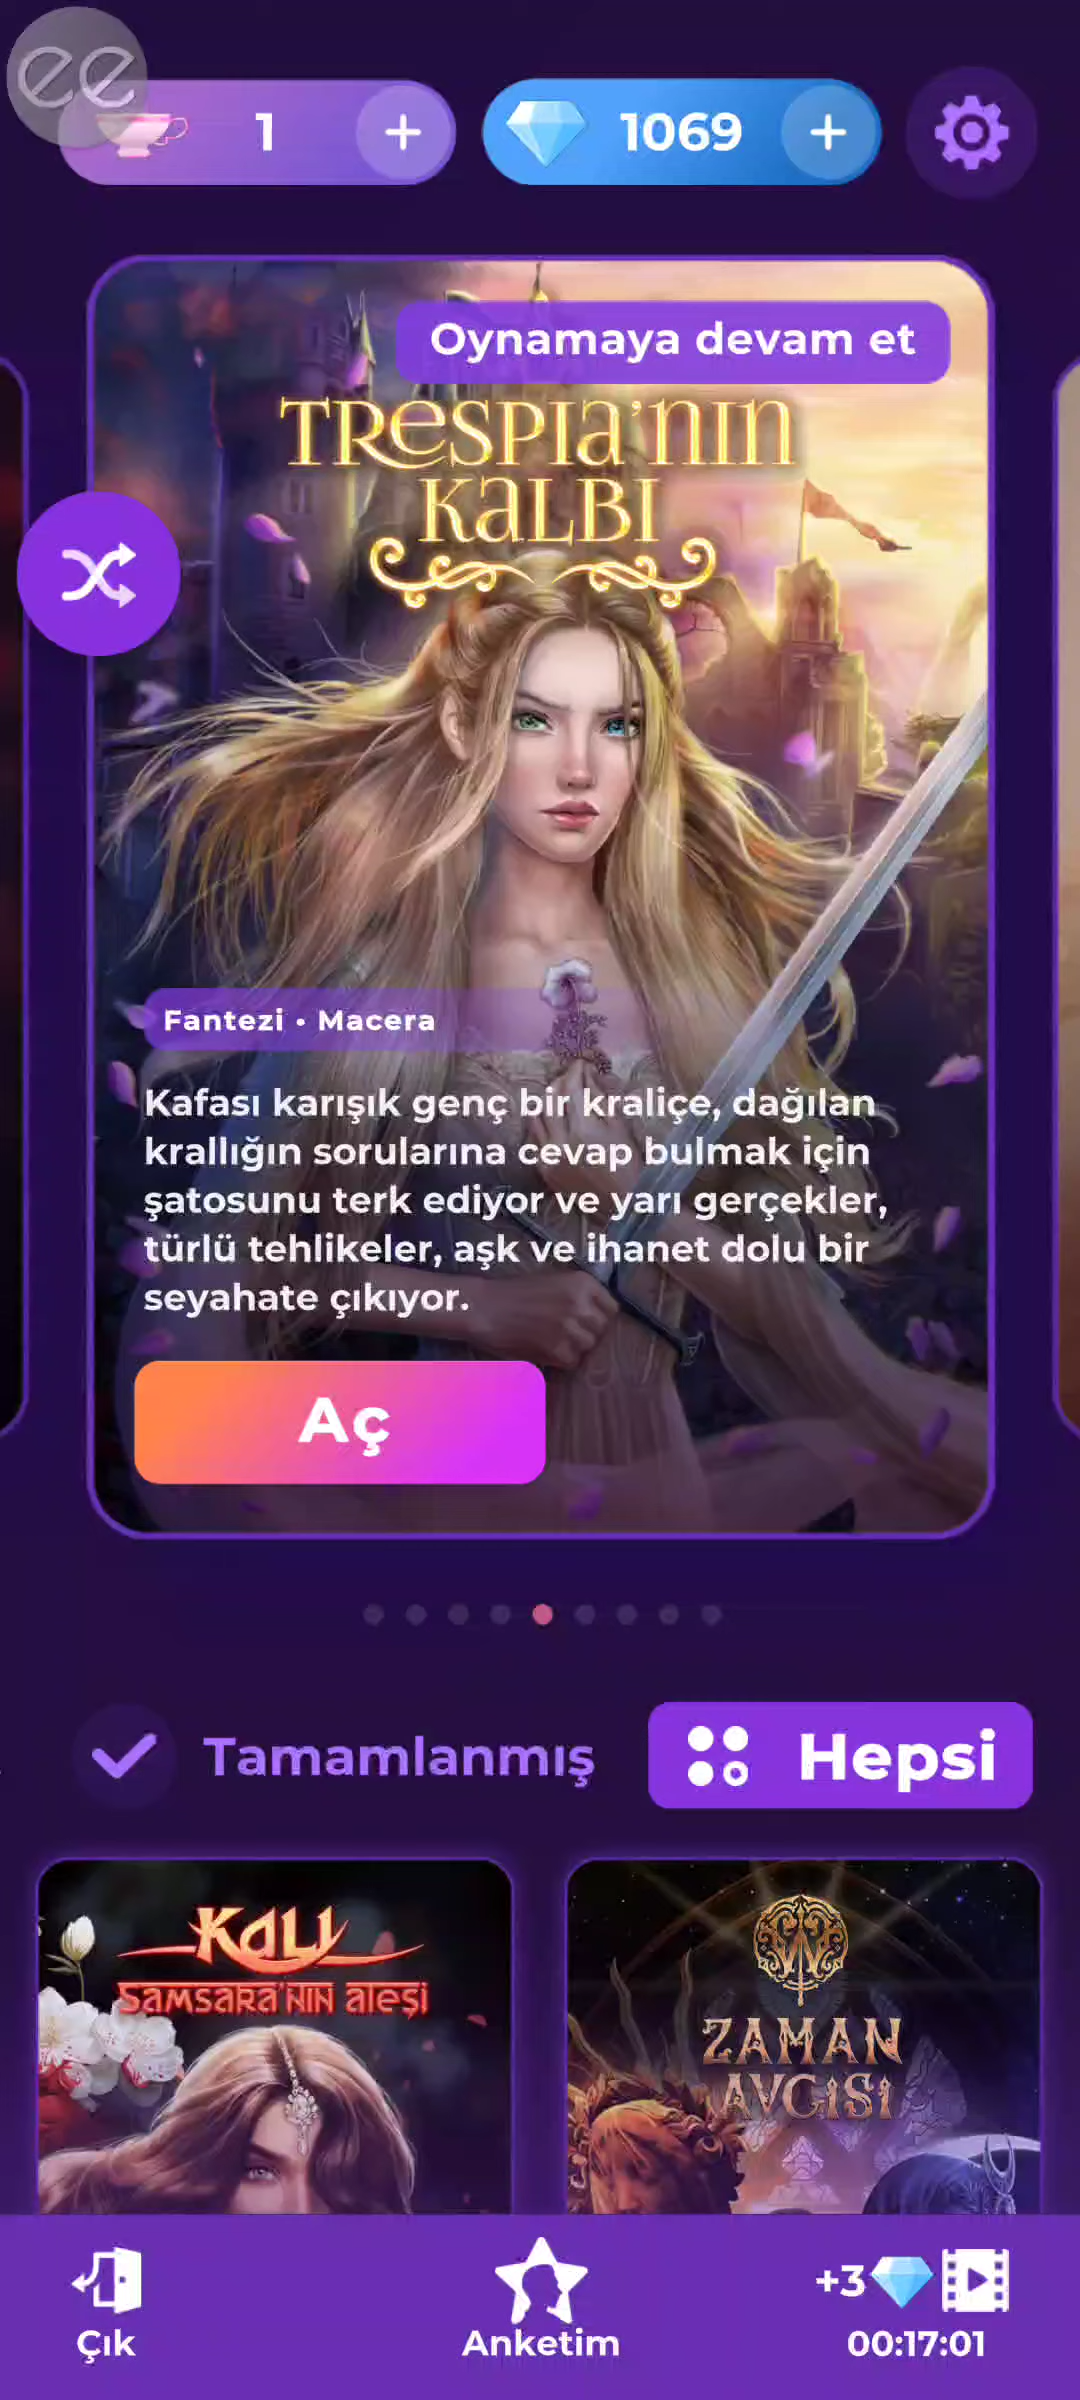 ee
1
+
1069
+
Oynamaya devam et
TRESPIA'NIN
KALBI
Fantezi • Macera
Kafası karışık genç bir kraliçe, dağılan
krallığın sorularına cevap bulmak için
şatosunu terk ediyor ve yarı gerçekler,
türlü tehlikeler, aşk ve ihanet dolu bir
seyahate çıkıyor.
Aç
Tamamlanmış
Hepsi
KALI
SAMSARA'NIN ATEŞİ
ZAMAN
AVCISI
Çık
Anketim
+3
00:17:01